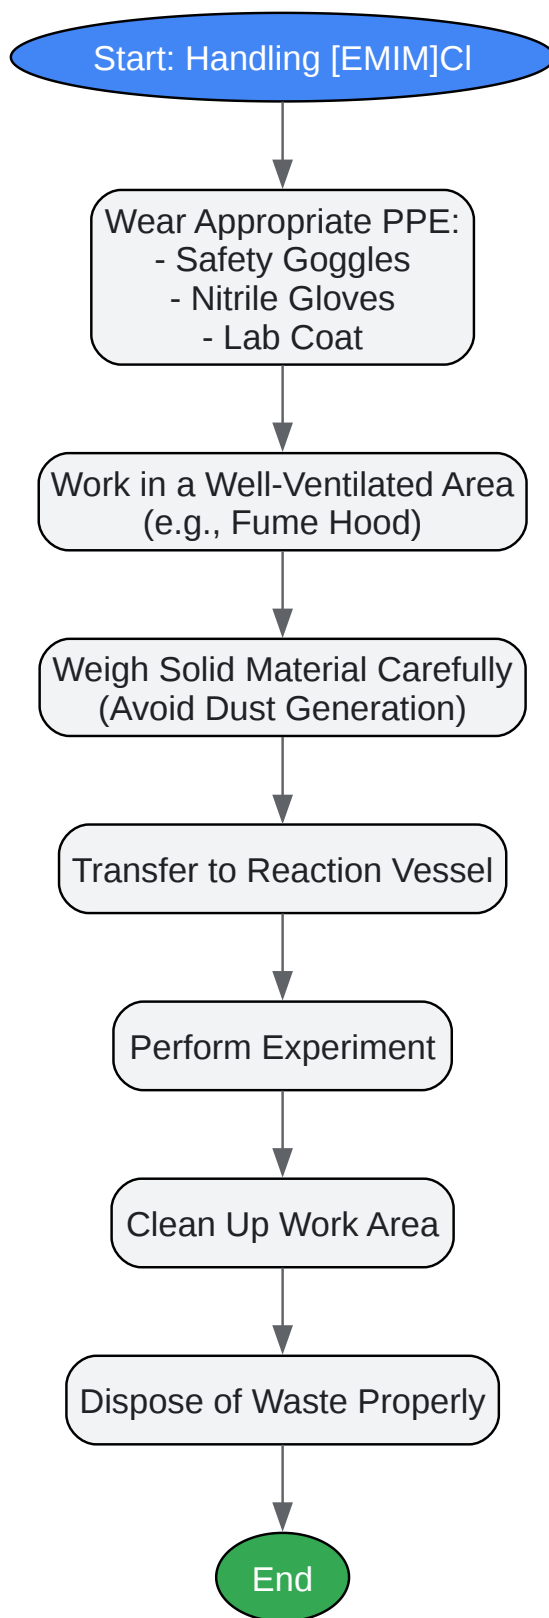 Start: Handling [EMIM]Cl
Wear Appropriate PPE:
- Safety Goggles
- Nitrile Gloves
- Lab Coat
Work in a Well-Ventilated Area
(e.g., Fume Hood)
Weigh Solid Material Carefully
(Avoid Dust Generation)
Transfer to Reaction Vessel
Perform Experiment
Clean Up Work Area
Dispose of Waste Properly
End